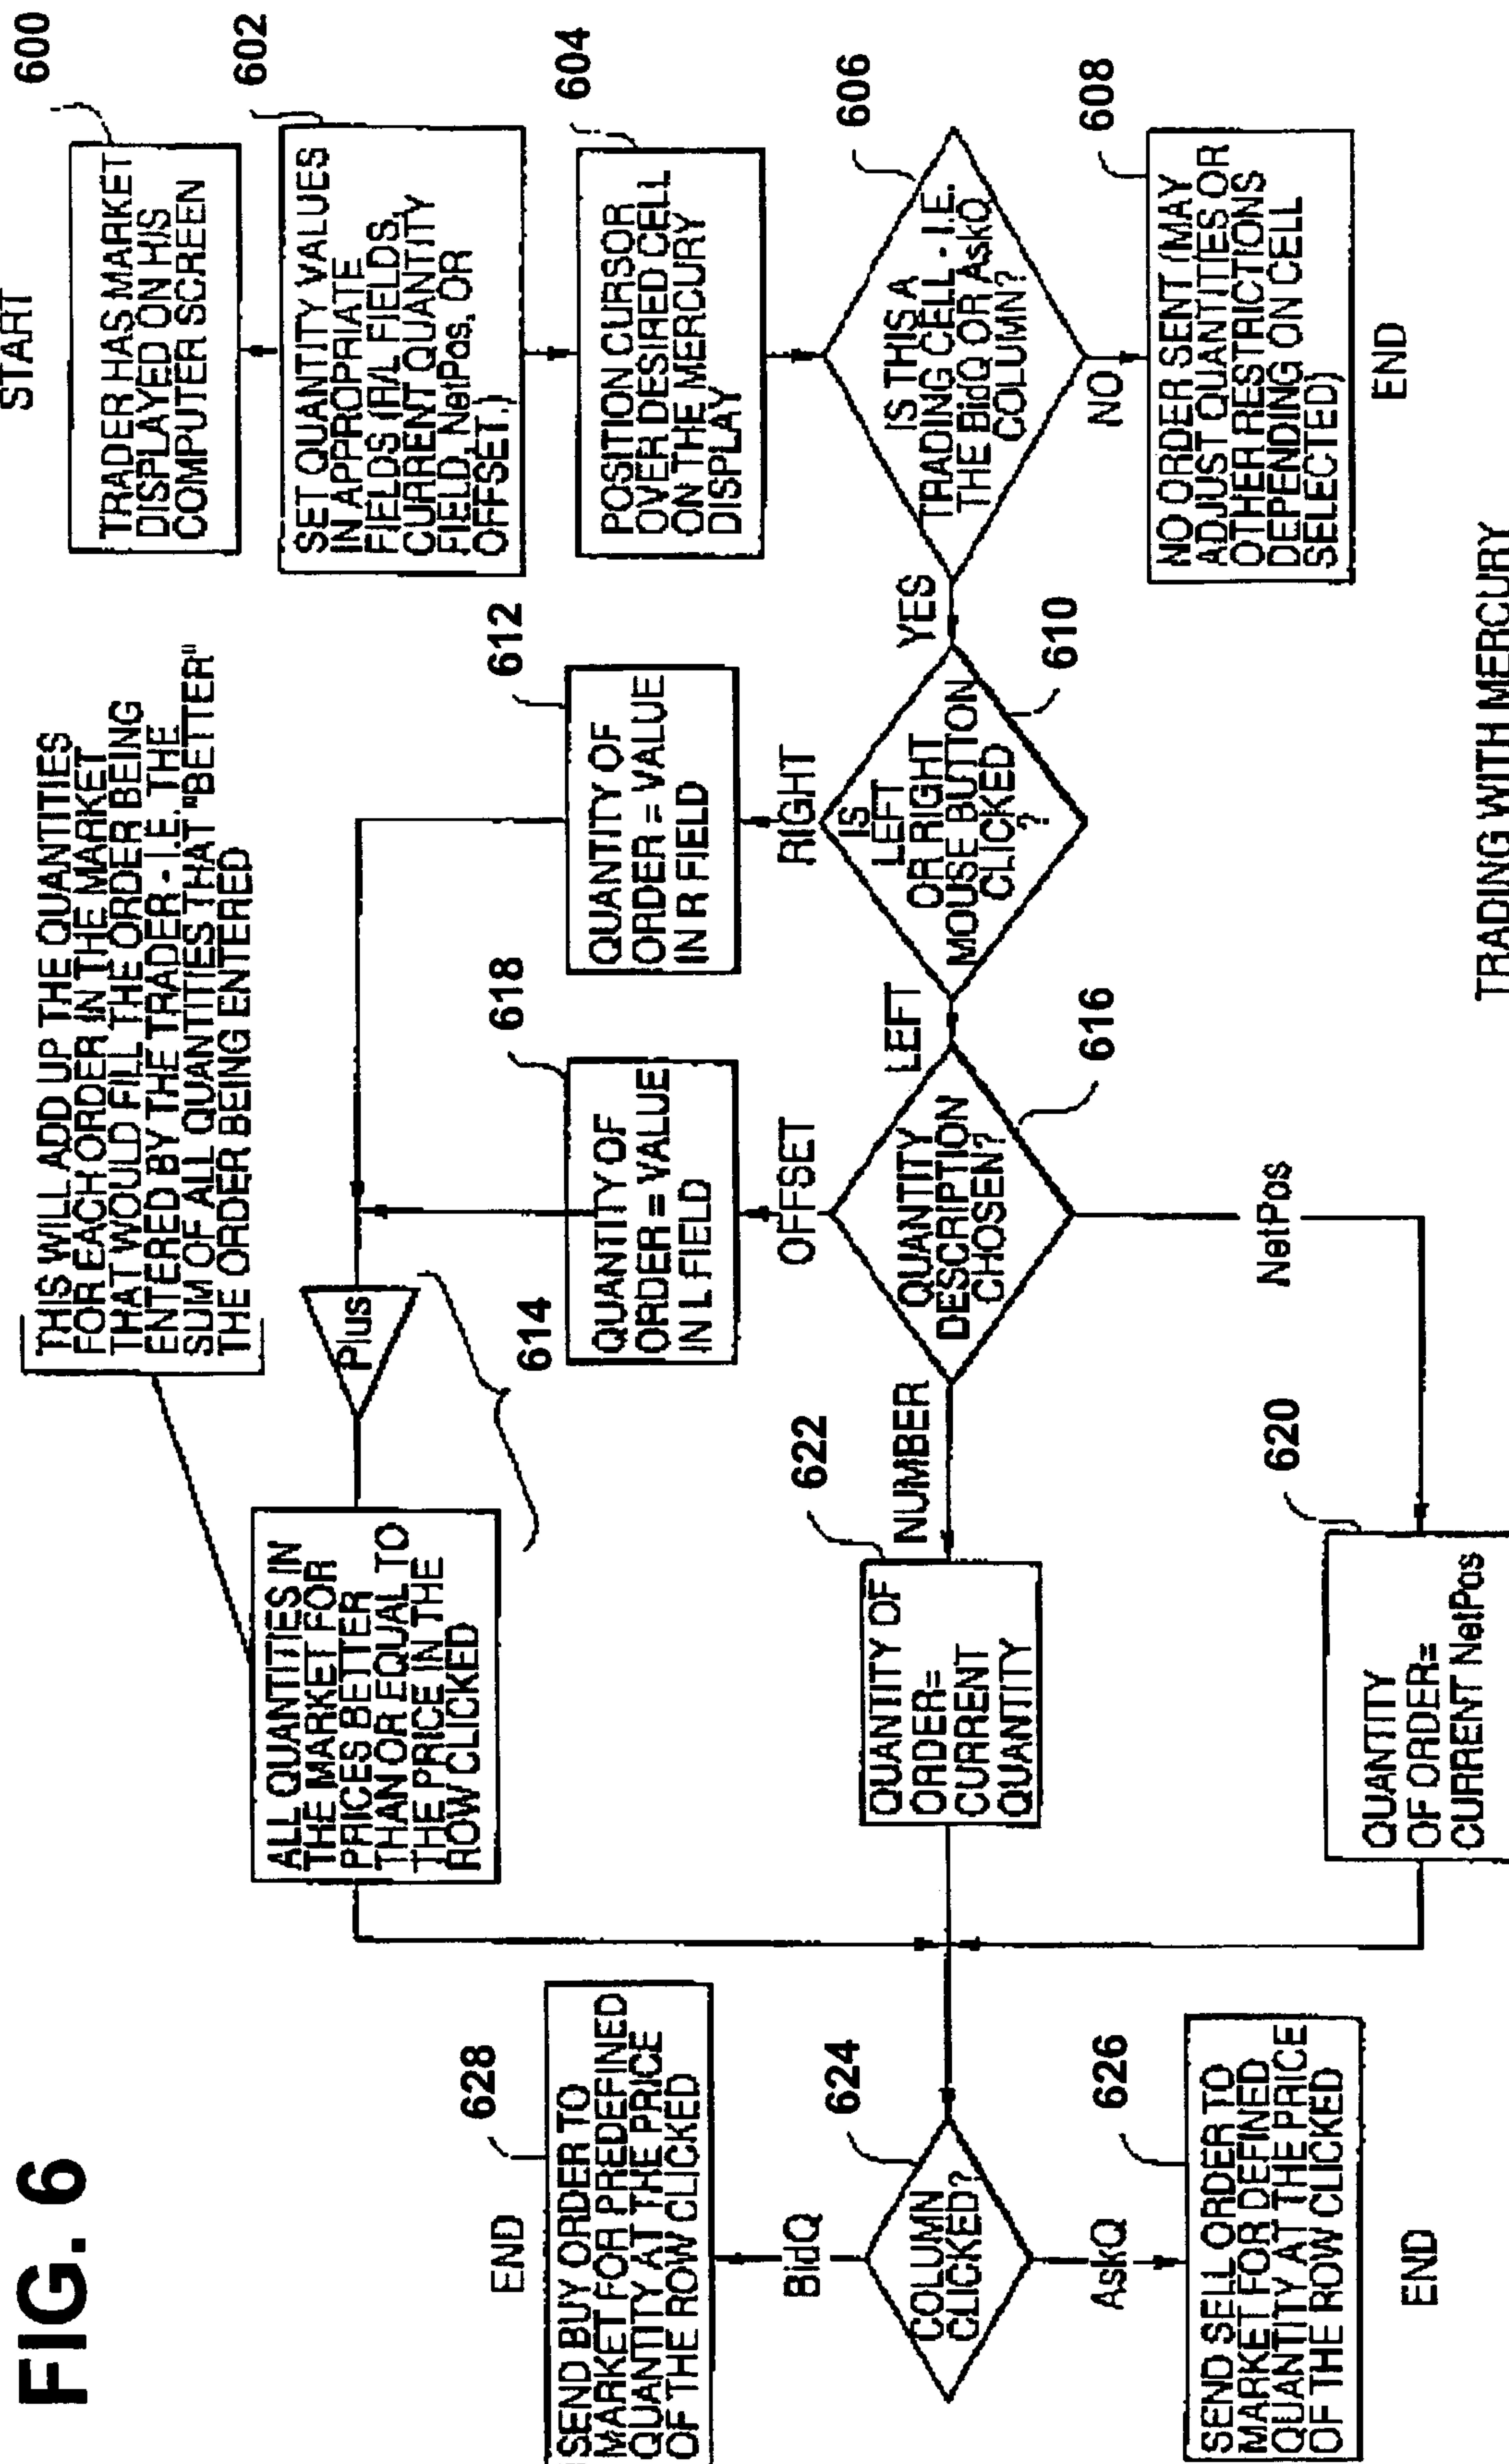 FIG. 6
START
600
TRADER HAS MARKET
DISPLAYED ON HIS
COMPUTER SCREEN
602
SET QUANTITY VALUES
IN APPROPRIATE
FIELDS (R/L FIELDS,
CURRENT QUANTITY
FIELD, NetPos, OR
OFFSET.)
604
POSITION CURSOR
OVER DESIRED CELL
ON THE MERCURY
DISPLAY
606
IS THIS A
TRADING CELL - I.E.
THE BidQ OR AskQ
COLUMN?
NO
608
NO ORDER SENT (MAY
ADJUST QUANTITIES OR
OTHER RESTRICTIONS
DEPENDING ON CELL
SELECTED)
END
YES
610
IS
LEFT
OR RIGHT
MOUSE BUTTON
CLICKED
?
RIGHT
612
QUANTITY OF
ORDER = VALUE
IN R FIELD
LEFT
616
QUANTITY
DESCRIPTION
CHOSEN?
OFFSET
618
QUANTITY OF
ORDER = VALUE
IN L FIELD
614
Plus
THIS WILL ADD UP THE QUANTITIES
FOR EACH ORDER IN THE MARKET
THAT WOULD FILL THE ORDER BEING
ENTERED BY THE TRADER - I.E. THE
SUM OF ALL QUANTITIES THAT "BETTER"
THE ORDER BEING ENTERED
ALL QUANTITIES IN
THE MARKET FOR
PRICES BETTER
THAN OR EQUAL TO
THE PRICE IN THE
ROW CLICKED
NUMBER
622
QUANTITY OF
ORDER=
CURRENT
QUANTITY
NetPos
620
QUANTITY
OF ORDER=
CURRENT NetPos
624
COLUMN
CLICKED?
BidQ
628
SEND BUY ORDER TO
MARKET FOR PREDEFINED
QUANTITY AT THE PRICE
OF THE ROW CLICKED
END
AskQ
626
SEND SELL ORDER TO
MARKET FOR DEFINED
QUANTITY AT THE PRICE
OF THE ROW CLICKED
END
TRADING WITH MERCURY